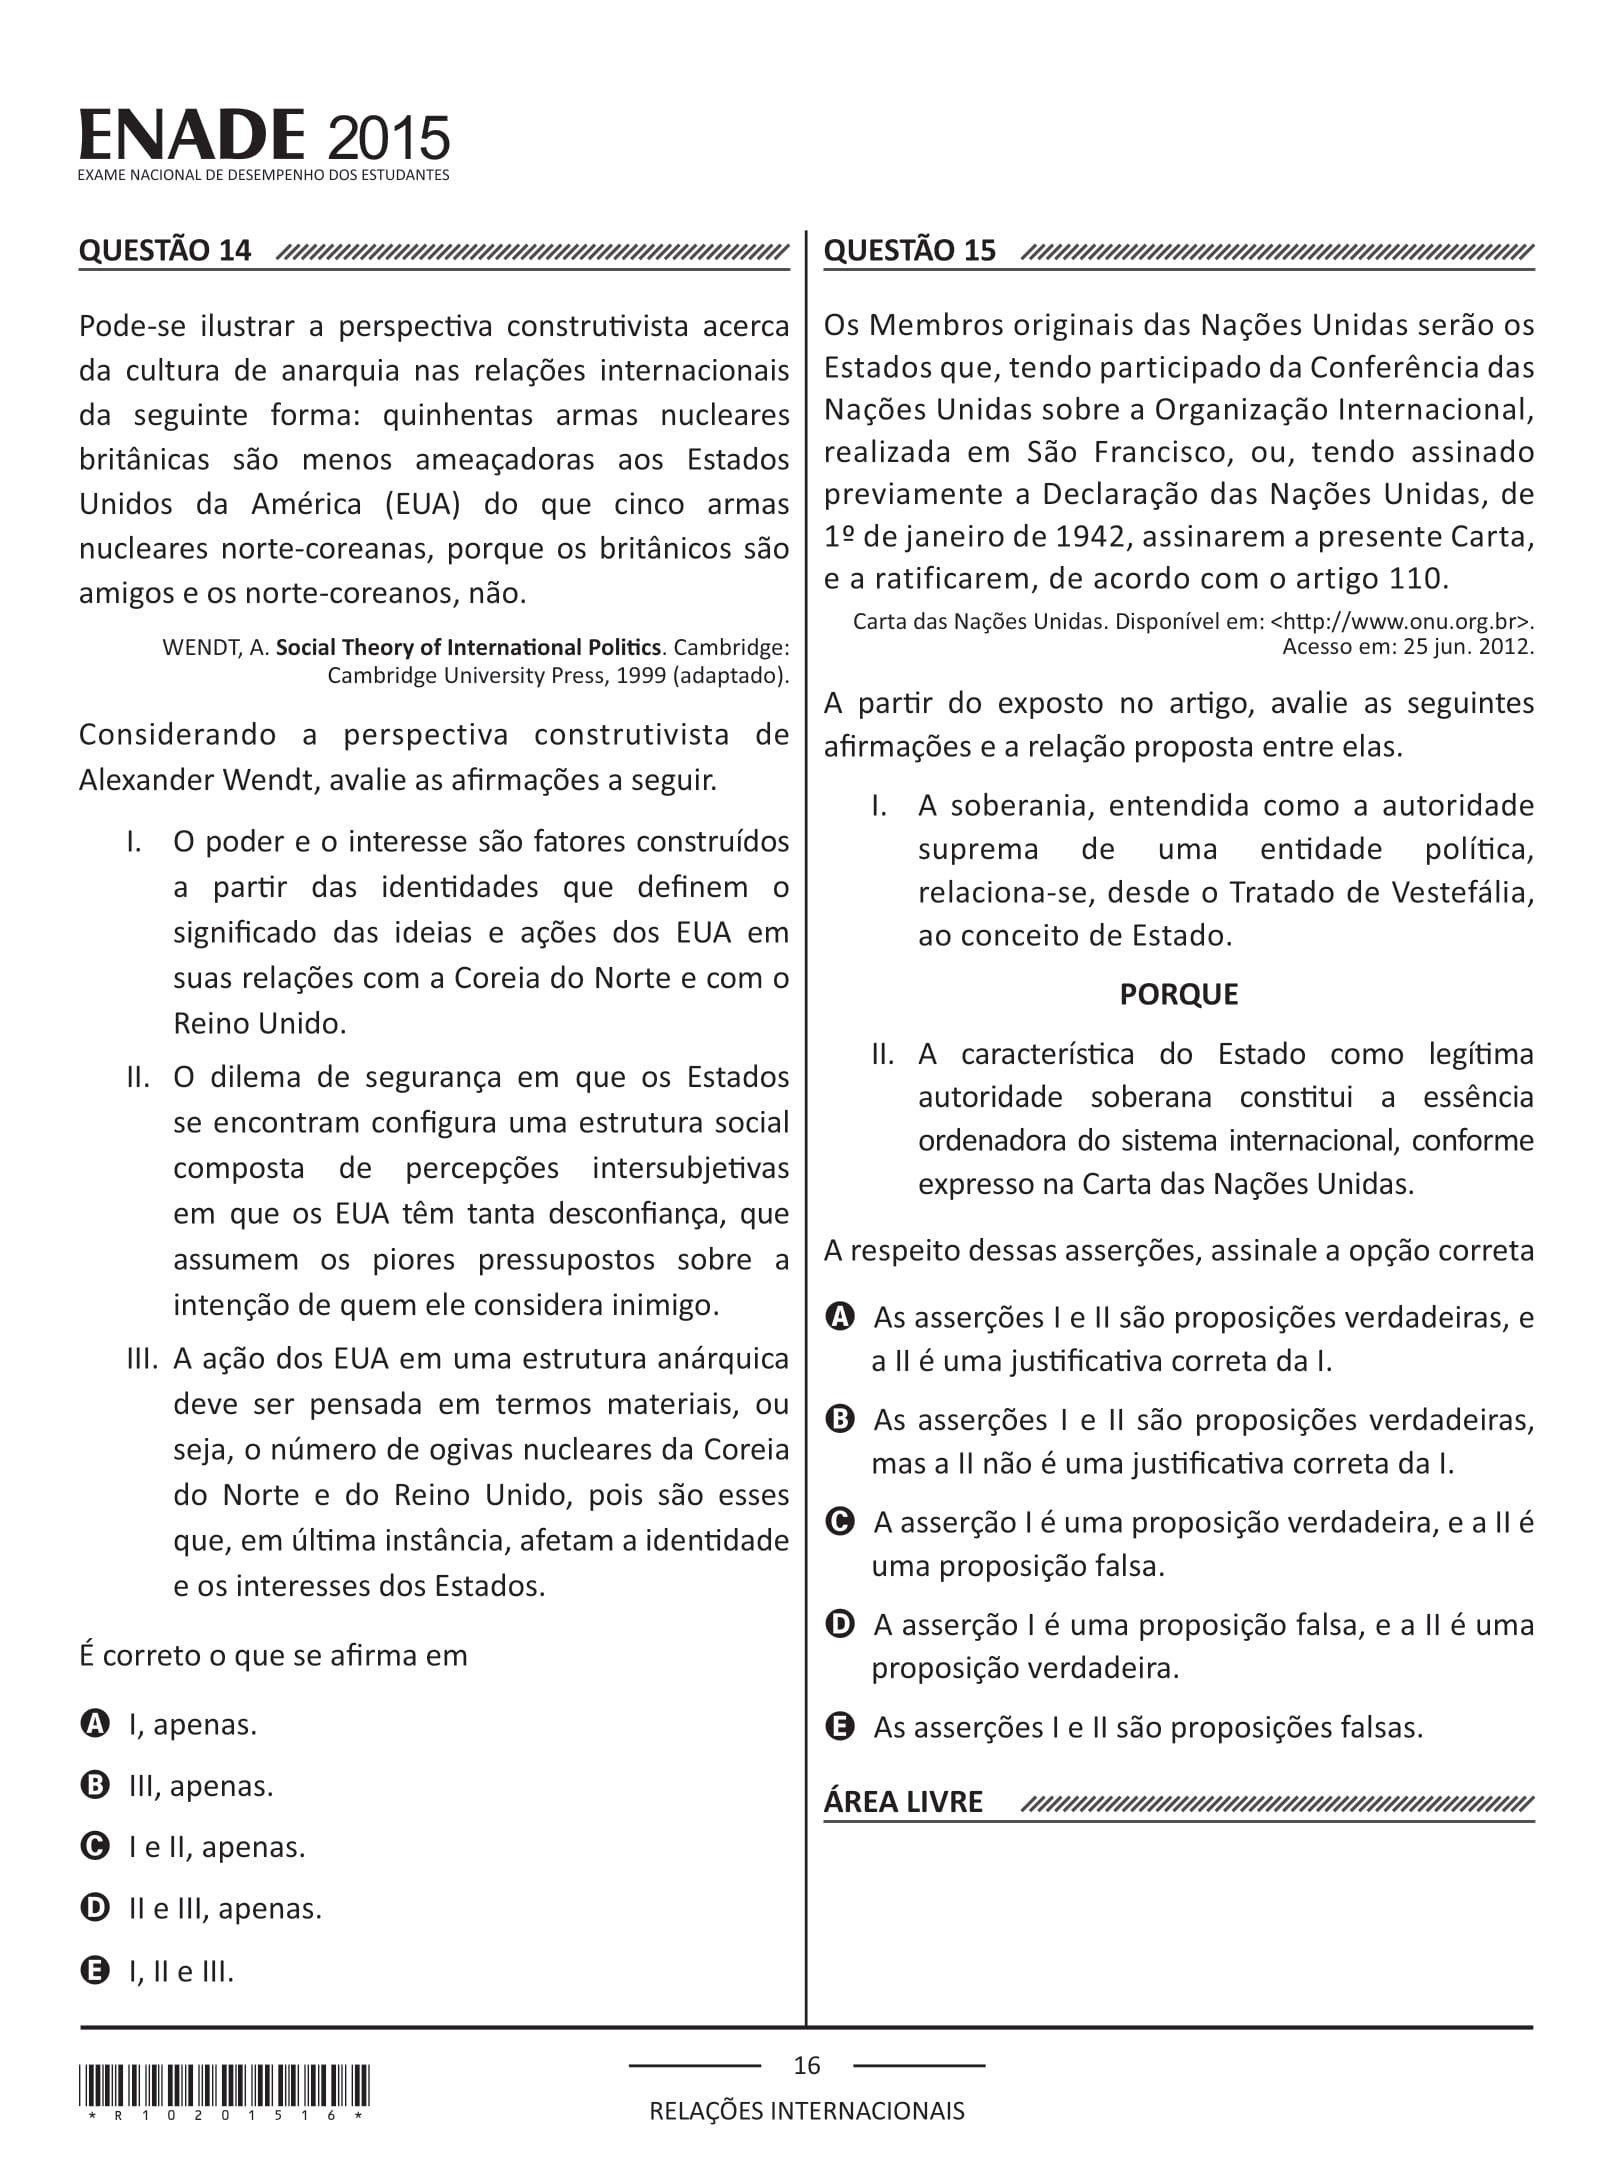 ENADE 2015
EXAME NACIONAL DE DESEMPENHO DOS ESTUDANTES
QUESTÃO 14
Pode-se ilustrar a perspectiva construtivista acerca
da cultura de anarquia nas relações internacionais
da seguinte forma: quinhentas armas nucleares
britânicas são menos ameaçadoras aos Estados
Unidos da América (EUA) do que cinco armas
nucleares norte-coreanas, porque os britânicos são
amigos e os norte-coreanos, não.
WENDT, A. Social Theory of International Politics. Cambridge:
Cambridge University Press, 1999 (adaptado).
Considerando a perspectiva construtivista de
Alexander Wendt, avalie as afirmações a seguir.
I. O poder e o interesse são fatores construídos
a partir das identidades que definem o
significado das ideias e ações dos EUA em
suas relações com a Coreia do Norte e com o
Reino Unido.
II. O dilema de segurança em que os Estados
se encontram configura uma estrutura social
composta de percepções intersubjetivas
em que os EUA têm tanta desconfiança, que
assumem os piores pressupostos sobre a
intenção de quem ele considera inimigo.
III. A ação dos EUA em uma estrutura anárquica
deve ser pensada em termos materiais, ou
seja, o número de ogivas nucleares da Coreia
do Norte e do Reino Unido, pois são esses
que, em última instância, afetam a identidade
e os interesses dos Estados.
É correto o que se afirma em
A I, apenas.
B III, apenas.
C I e II, apenas.
D II e III, apenas.
E I, II e III.
QUESTÃO 15
Os Membros originais das Nações Unidas serão os
Estados que, tendo participado da Conferência das
Nações Unidas sobre a Organização Internacional,
realizada em São Francisco, ou, tendo assinado
previamente a Declaração das Nações Unidas, de
1º de janeiro de 1942, assinarem a presente Carta,
e a ratificarem, de acordo com o artigo 110.
Carta das Nações Unidas. Disponível em: <http://www.onu.org.br>.
Acesso em: 25 jun. 2012.
A partir do exposto no artigo, avalie as seguintes
afirmações e a relação proposta entre elas.
I. A soberania, entendida como a autoridade
suprema de uma entidade política,
relaciona-se, desde o Tratado de Vestefália,
ao conceito de Estado.
PORQUE
II. A característica do Estado como legítima
autoridade soberana constitui a essência
ordenadora do sistema internacional, conforme
expresso na Carta das Nações Unidas.
A respeito dessas asserções, assinale a opção correta
A As asserções I e II são proposições verdadeiras, e
a II é uma justificativa correta da I.
B As asserções I e II são proposições verdadeiras,
mas a II não é uma justificativa correta da I.
C A asserção I é uma proposição verdadeira, e a II é
uma proposição falsa.
D A asserção I é uma proposição falsa, e a II é uma
proposição verdadeira.
E As asserções I e II são proposições falsas.
ÁREA LIVRE
*R10201516*
16
RELAÇÕES INTERNACIONAIS